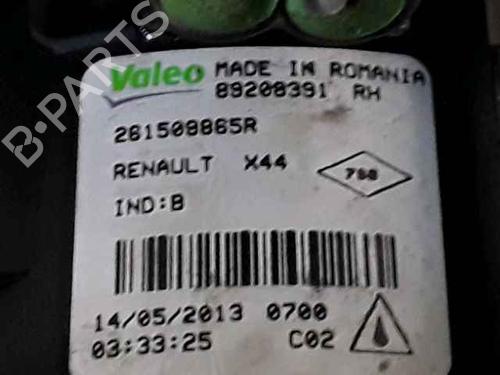 B-PARTS
Valeo MADE IN ROMANIA
89208391 RH
261508865R
RENAULT X44
788
IND:B
14/05/2013 0700
03:33:25 C02